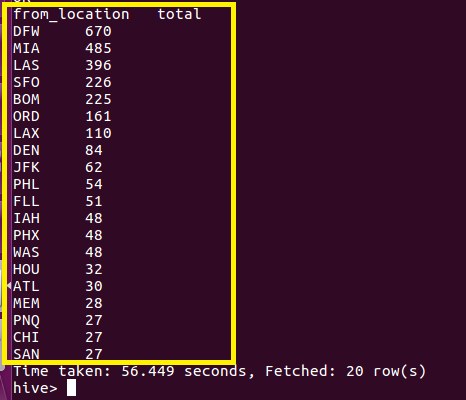 from_location total
DFW 670
MIA 485
LAS 396
SFO 226
BOM 225
ORD 161
LAX 110
DEN 84
JFK 62
PHL 54
FLL 51
IAH 48
PHX 48
WAS 48
HOU 32
ATL 30
MEM 28
PNQ 27
CHI 27
SAN 27
Time taken: 56.449 seconds, Fetched: 20 row(s)
hive>